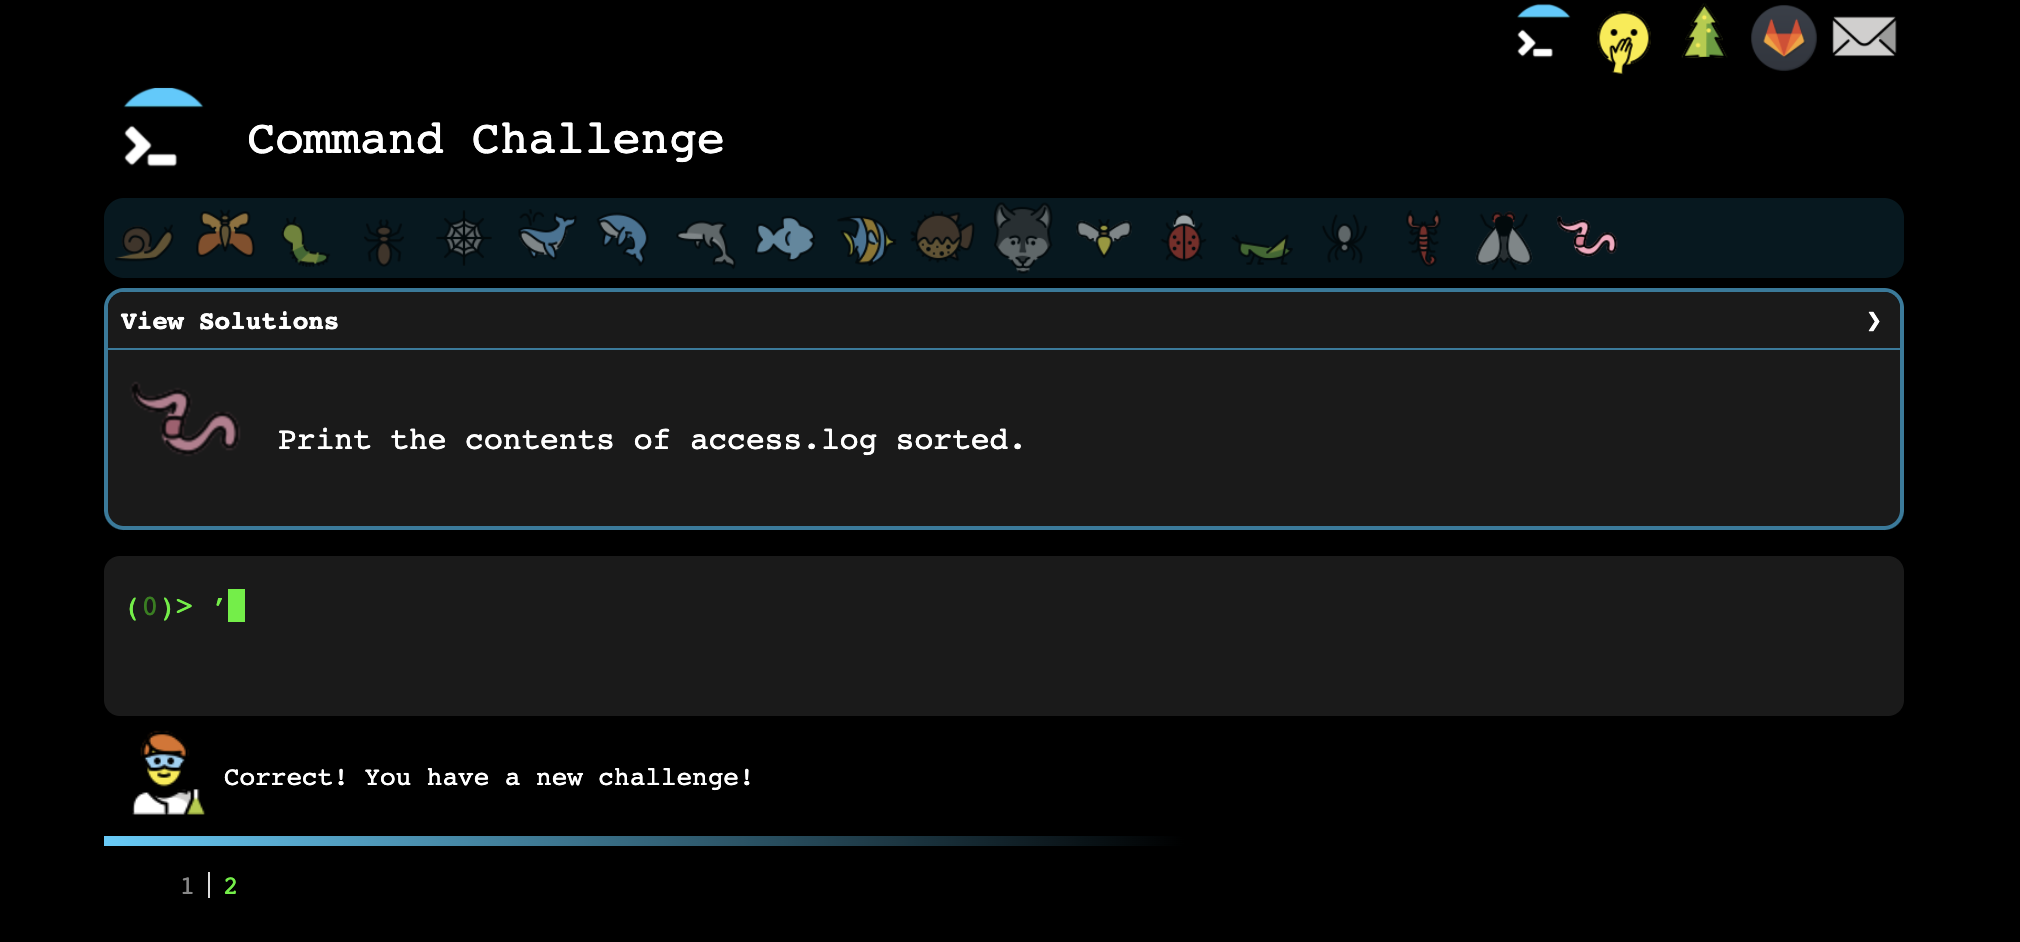 Command Challenge
View Solutions
Print the contents of access.log sorted.
(0)> ’
Correct! You have a new challenge!
1 | 2